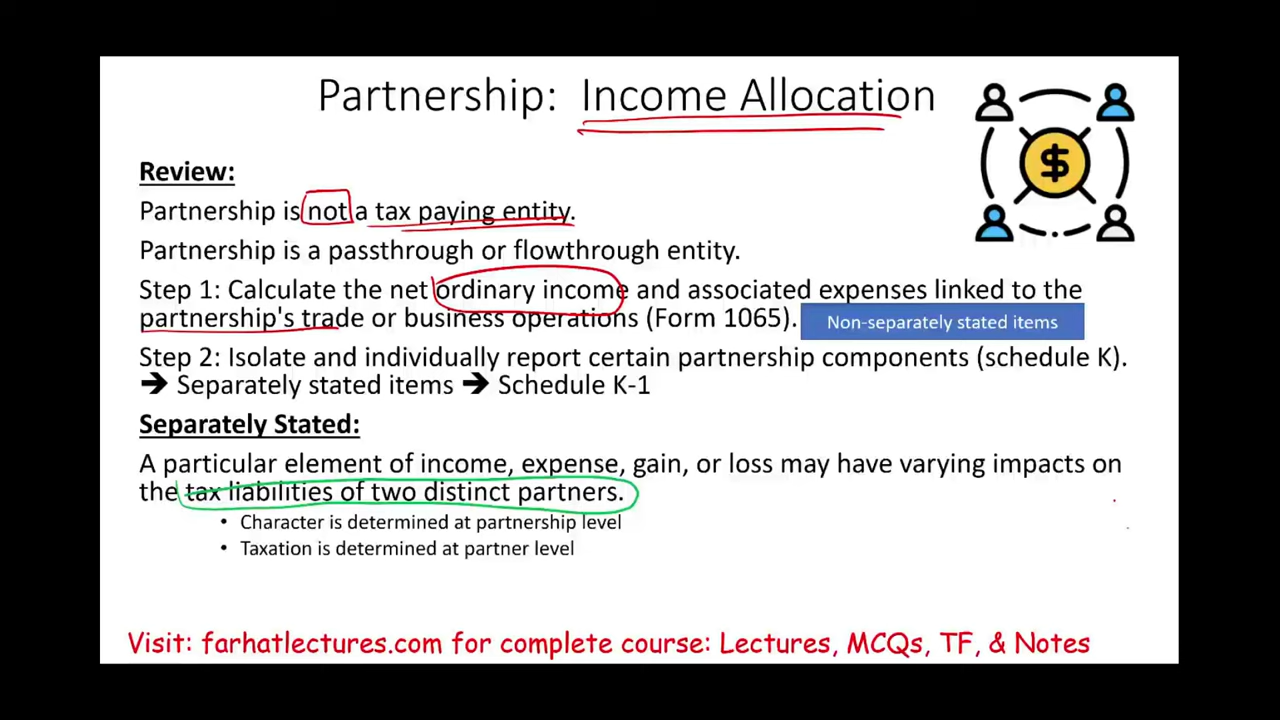 Partnership: Income Allocation
Review:
Partnership is not a tax paying entity.
Partnership is a passthrough or flowthrough entity.
Step 1: Calculate the net ordinary income and associated expenses linked to the
partnership's trade or business operations (Form 1065).
Non-separately stated items
Step 2: Isolate and individually report certain partnership components (schedule K).
➔ Separately stated items ➔ Schedule K-1
Separately Stated:
A particular element of income, expense, gain, or loss may have varying impacts on
the tax liabilities of two distinct partners.
• Character is determined at partnership level
• Taxation is determined at partner level
Visit: farhatlectures.com for complete course: Lectures, MCQs, TF, & Notes